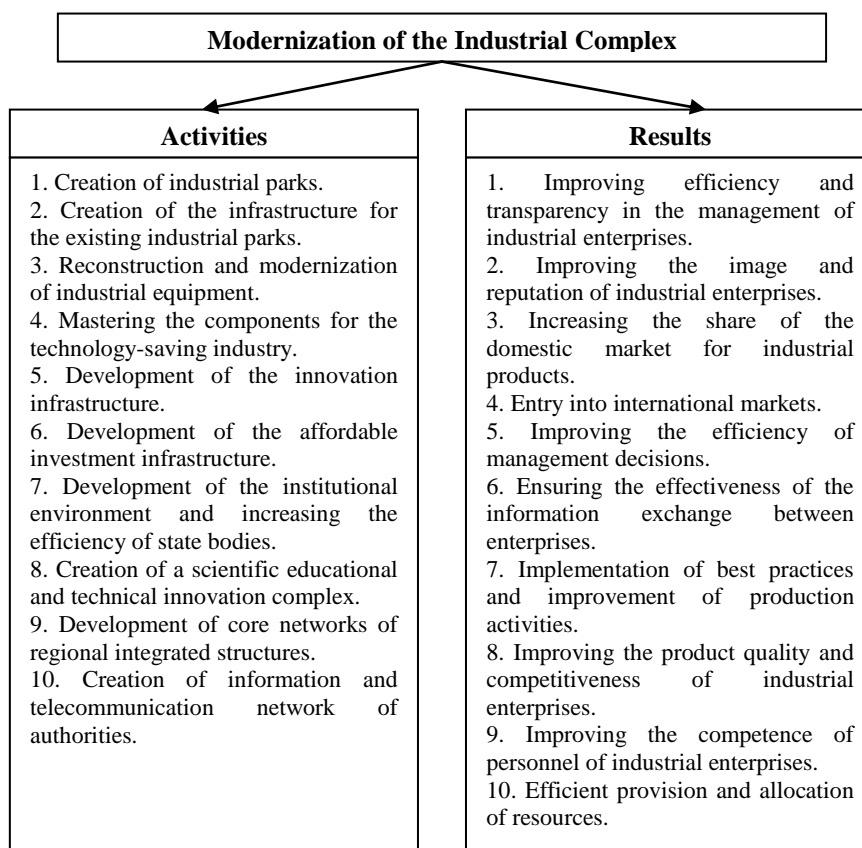 Modernization of the Industrial Complex
Activities
1. Creation of industrial parks.
2. Creation of the infrastructure for
the existing industrial parks.
3. Reconstruction and modernization
of industrial equipment.
4. Mastering the components for the
technology-saving industry.
5. Development of the innovation
infrastructure.
6. Development of the affordable
investment infrastructure.
7. Development of the institutional
environment and increasing the
efficiency of state bodies.
8. Creation of a scientific educational
and technical innovation complex.
9. Development of core networks of
regional integrated structures.
10. Creation of information and
telecommunication network of
authorities.
Results
1. Improving efficiency and
transparency in the management of
industrial enterprises.
2. Improving the image and
reputation of industrial enterprises.
3. Increasing the share of the
domestic market for industrial
products.
4. Entry into international markets.
5. Improving the efficiency of
management decisions.
6. Ensuring the effectiveness of the
information exchange between
enterprises.
7. Implementation of best practices
and improvement of production
activities.
8. Improving the product quality and
competitiveness of industrial
enterprises.
9. Improving the competence of
personnel of industrial enterprises.
10. Efficient provision and allocation
of resources.